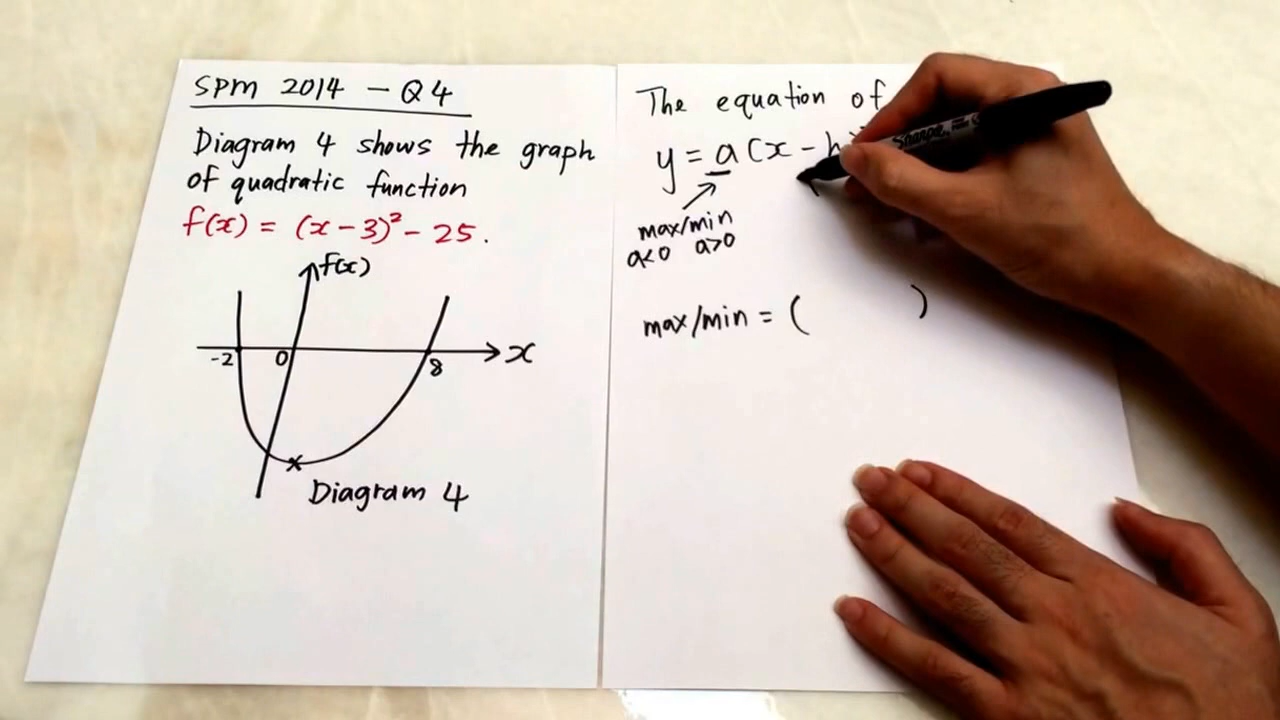 SPM 2014 - Q4
Diagram 4 shows the graph
of quadratic function
f(x) = (x - 3)² - 25.
f(x)
-2 0 8 x
Diagram 4
The equation of
y = a(x - h)
max/min
a<0 a>0
max/min = ( )
Sharpie